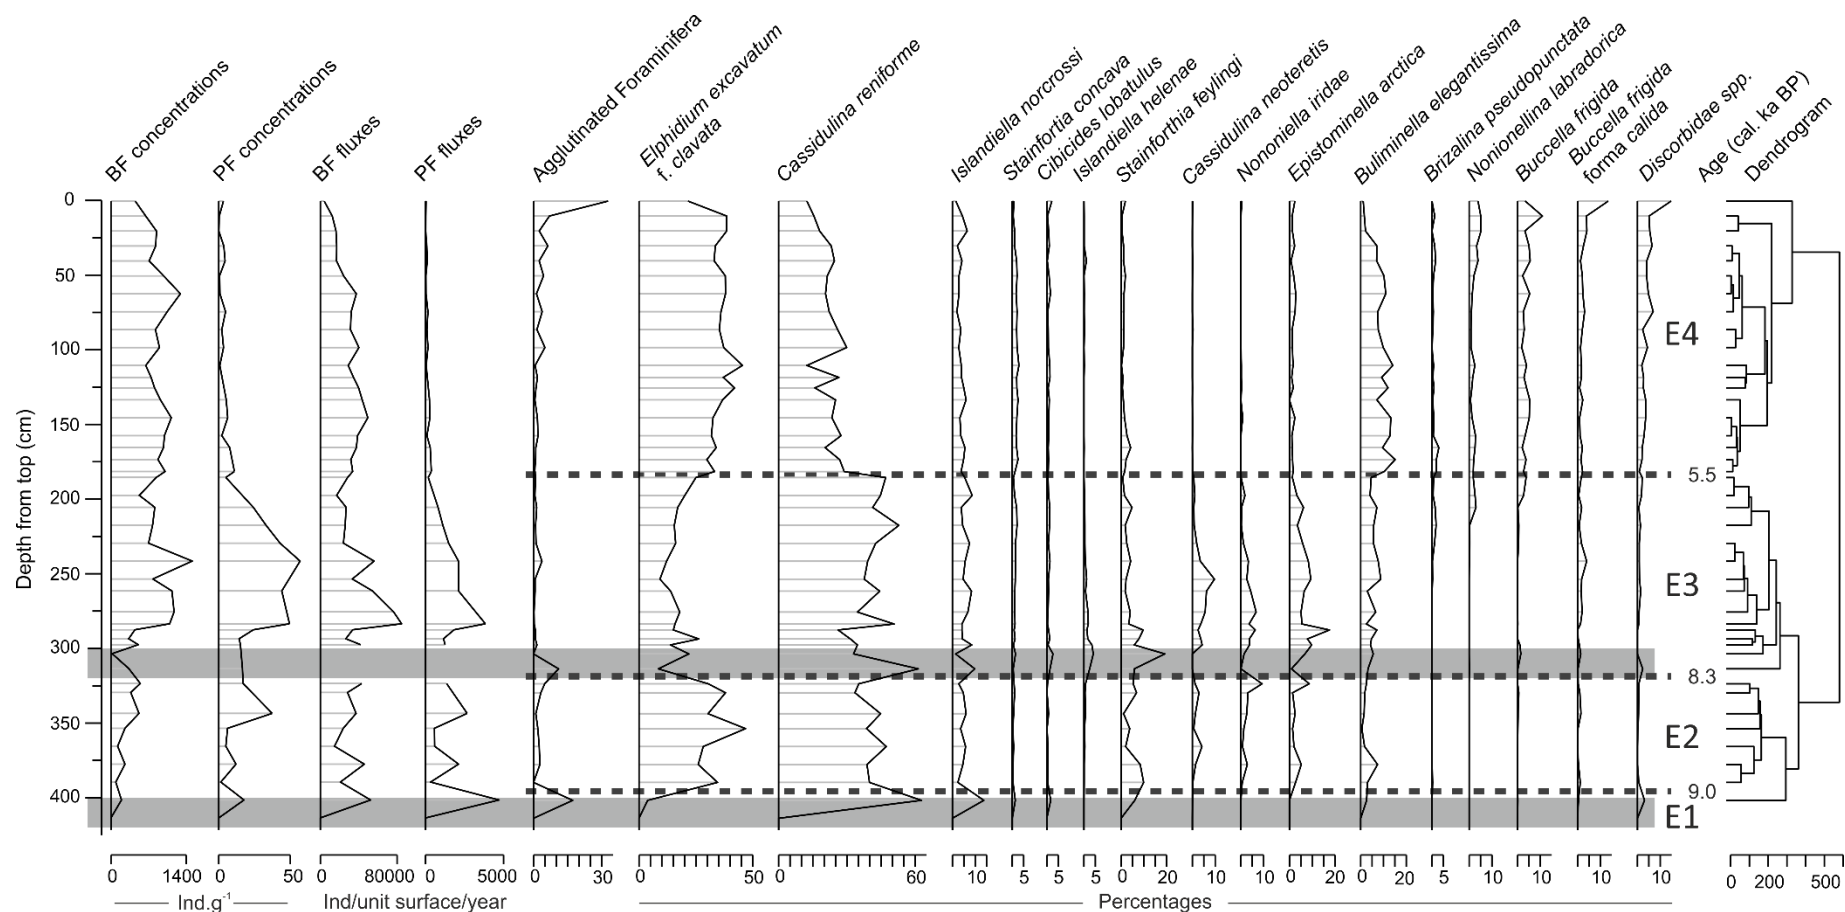 BF concentrations
PF concentrations
BF fluxes
PF fluxes
Agglutinated Foraminifera
Elphidium excavatum
f. clavata
Cassidulina reniforme
Islandiella norcrossi
Stainfortia concava
Cibicides lobatulus
Islandiella helenae
Stainforthia feylingi
Cassidulina neoteretis
Nononiella iridae
Epistominella arctica
Buliminella elegantissima
Brizalina pseudopunctata
Nonionellina labradorica
Buccella frigida
Buccella frigida
forma calida
Discorbidae spp.
Age (cal. ka BP)
Dendrogram
Depth from top (cm)
0
50
100
150
200
250
300
350
400
E4
5.5
E3
8.3
E2
9.0
E1
0 1400 0 50 0 80000 0 5000 0 30 0 50 0 60 10 5 5 5 0 20 10 10 0 20 0 20 5 10 10 10 10 0 200 500
Ind.g-1
Ind/unit surface/year
Percentages